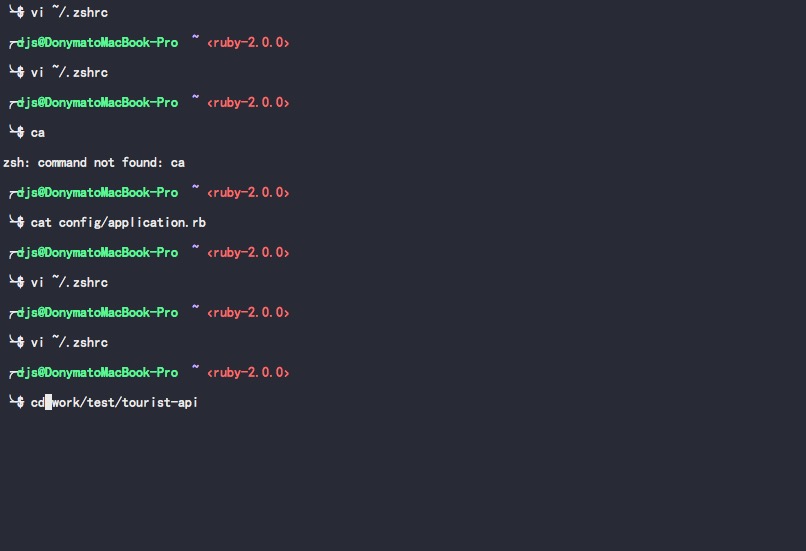 ╰─$ vi ~/.zshrc
╭─djs@DonymatoMacBook-Pro ~ ‹ruby-2.0.0›
╰─$ vi ~/.zshrc
╭─djs@DonymatoMacBook-Pro ~ ‹ruby-2.0.0›
╰─$ ca
zsh: command not found: ca
╭─djs@DonymatoMacBook-Pro ~ ‹ruby-2.0.0›
╰─$ cat config/application.rb
╭─djs@DonymatoMacBook-Pro ~ ‹ruby-2.0.0›
╰─$ vi ~/.zshrc
╭─djs@DonymatoMacBook-Pro ~ ‹ruby-2.0.0›
╰─$ vi ~/.zshrc
╭─djs@DonymatoMacBook-Pro ~ ‹ruby-2.0.0›
╰─$ cd work/test/tourist-api